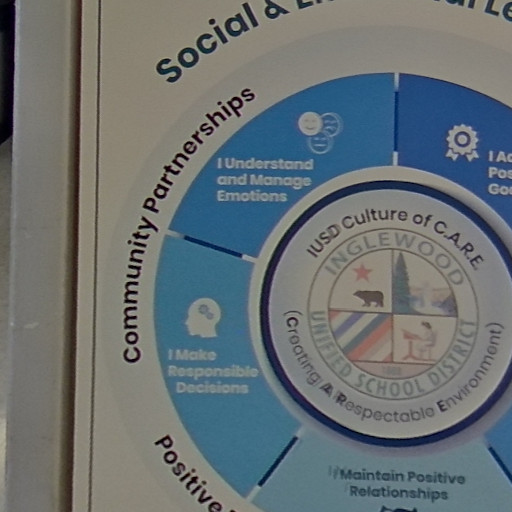 Social &
Community Partnerships
I Understand
and Manage
Emotions
IUSD Culture of C.A.R.E
INGLEWOOD
UNIFIED SCHOOL DISTRICT
(Creating A Respectable Environment)
I Make
Responsible
Decisions
I Maintain Positive
Relationships
Positive